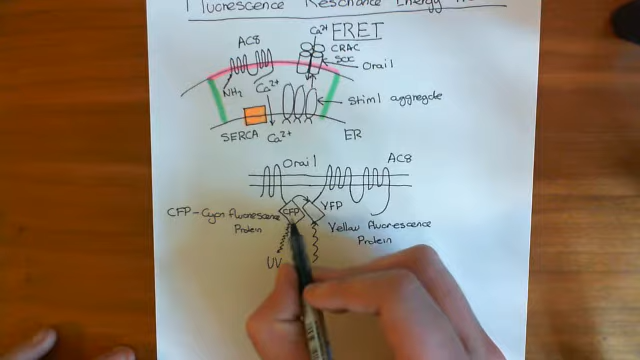 Fluorescence Resonance Energy
FRET
Ca2+
AC8
CRAC
SOC
Orai1
NH2
Ca2+
Stim1 aggregate
SERCA
Ca2+
ER
Orai1
AC8
CFP
YFP
CFP - Cyan fluorescence
Protein
Yellow fluorescence
Protein
UV